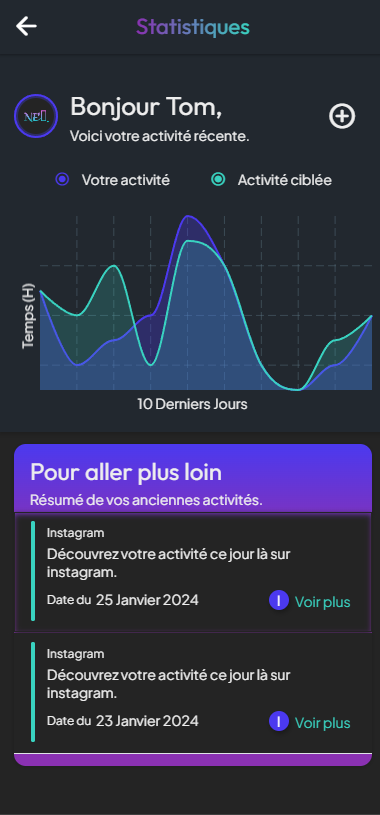 Statistiques
Bonjour Tom,
Voici votre activité récente.
Votre activité
Activité ciblée
Temps (H)
10 Derniers Jours
Pour aller plus loin
Résumé de vos anciennes activités.
Instagram
Découvrez votre activité ce jour là sur
instagram.
Date du 25 Janvier 2024
I Voir plus
Instagram
Découvrez votre activité ce jour là sur
instagram.
Date du 23 Janvier 2024
I Voir plus